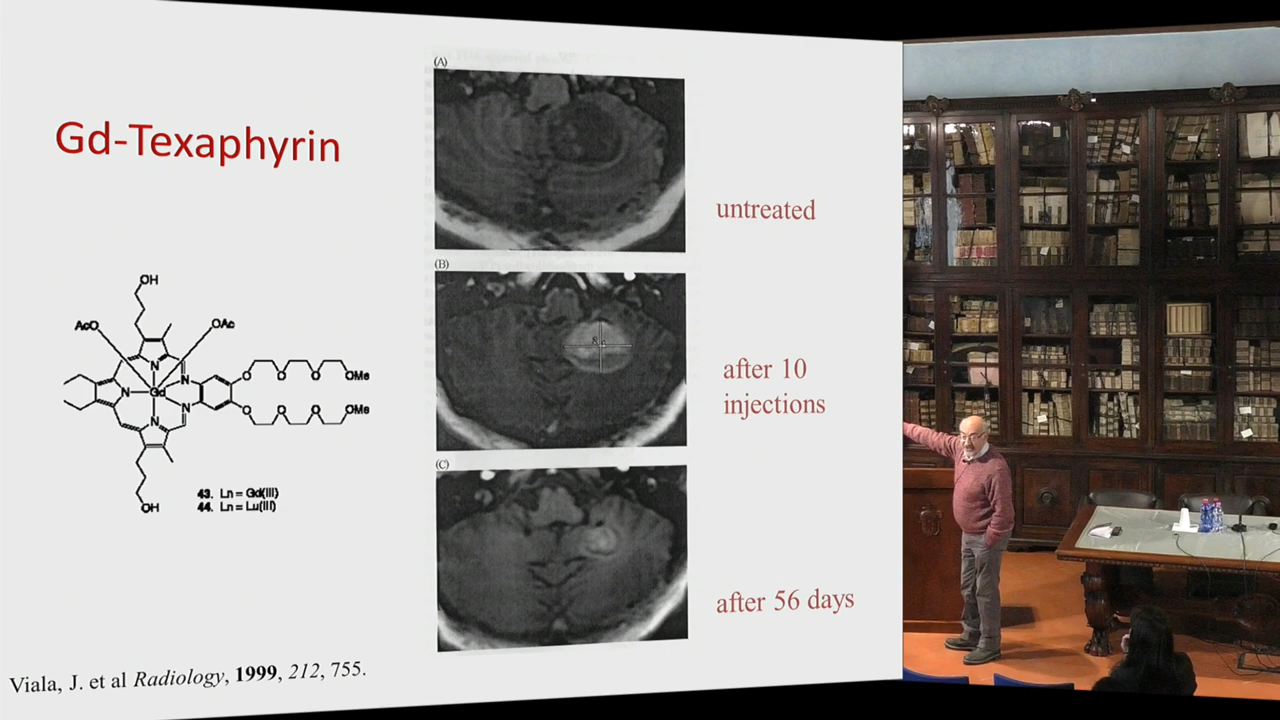 Gd-Texaphyrin
(A)
untreated
(B)
8
after 10
injections
(C)
after 56 days
OH
AcO
OAc
N
N
Gd
N
N
N
O
O
O
OMe
O
O
O
OMe
OH
43. Ln = Gd(III)
44. Ln = Lu(III)
Viala, J. et al Radiology, 1999, 212, 755.